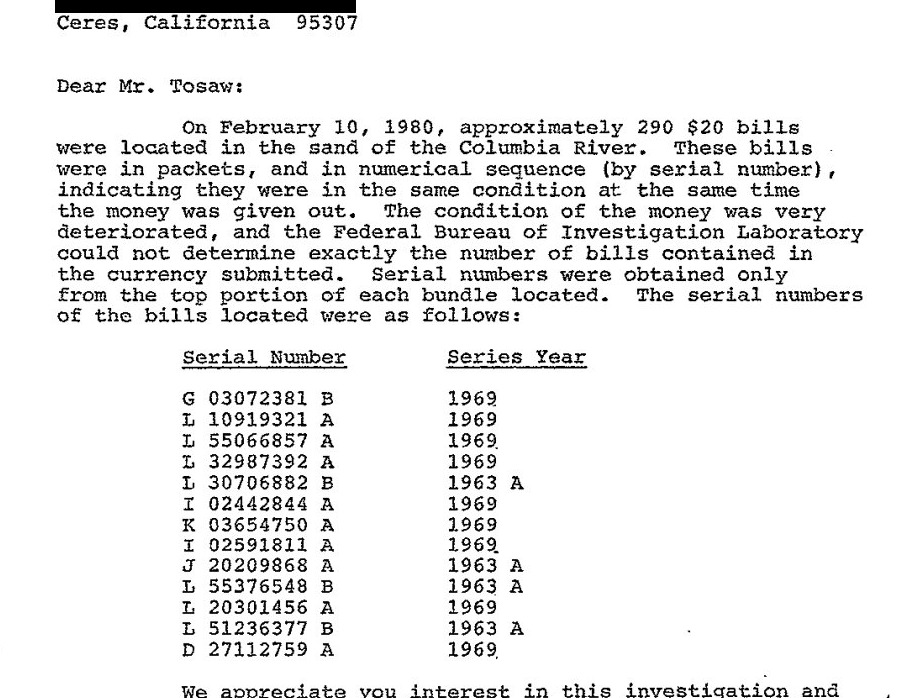 Ceres, California 95307
Dear Mr. Tosaw:
On February 10, 1980, approximately 290 $20 bills
were located in the sand of the Columbia River. These bills
were in packets, and in numerical sequence (by serial number),
indicating they were in the same condition at the same time
the money was given out. The condition of the money was very
deteriorated, and the Federal Bureau of Investigation Laboratory
could not determine exactly the number of bills contained in
the currency submitted. Serial numbers were obtained only
from the top portion of each bundle located. The serial numbers
of the bills located were as follows:
Serial Number Series Year
G 03072381 B 1969
L 10919321 A 1969
L 55066857 A 1969
L 32987392 A 1969
L 30706882 B 1963 A
I 02442844 A 1969
K 03654750 A 1969
I 02591811 A 1969
J 20209868 A 1963 A
L 55376548 B 1963 A
L 20301456 A 1969
L 51236377 B 1963 A
D 27112759 A 1969
We appreciate you interest in this investigation and